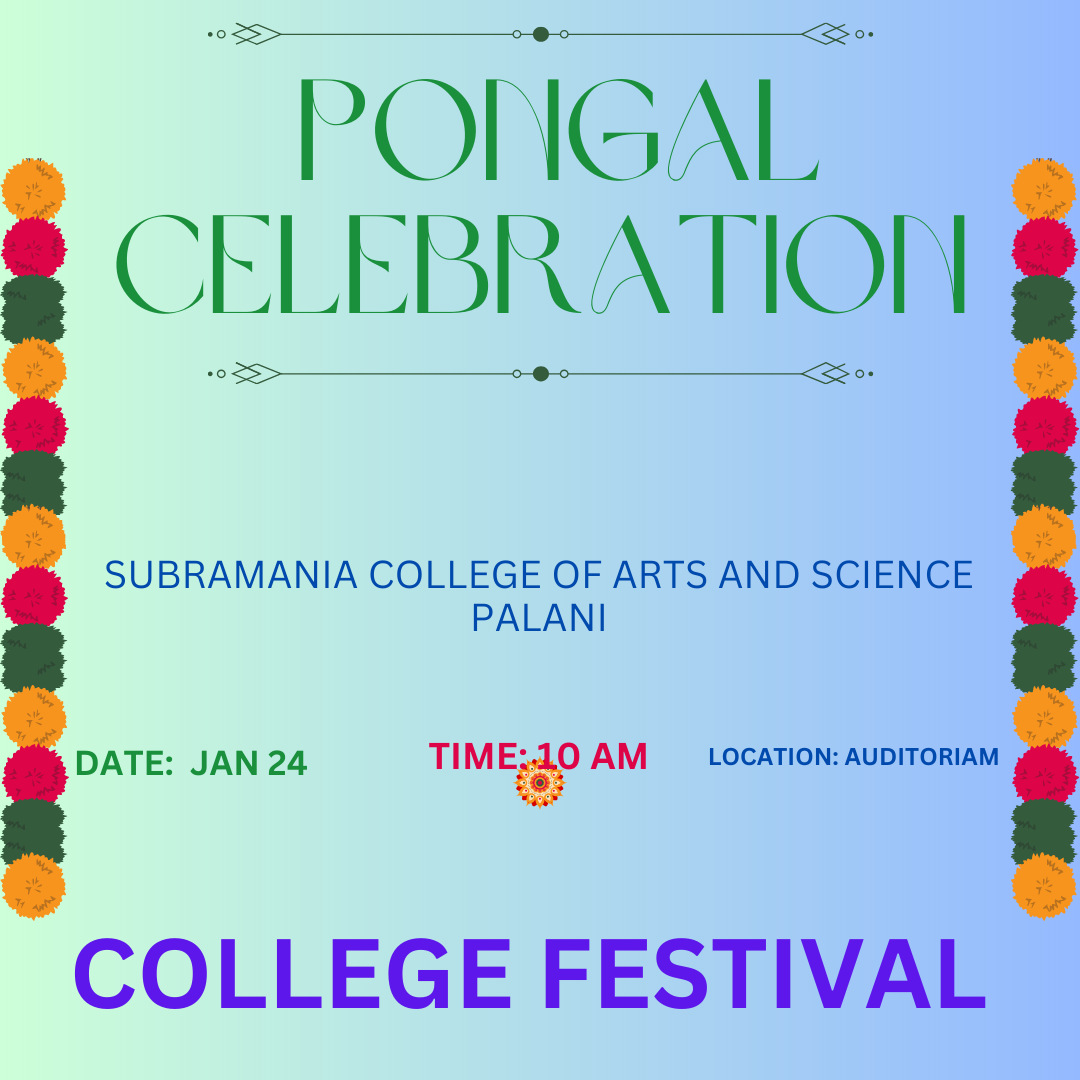 PONGAL
CELEBRATION
SUBRAMANIA COLLEGE OF ARTS AND SCIENCE
PALANI
DATE:  JAN 24
TIME: 10 AM
LOCATION: AUDITORIAM
COLLEGE FESTIVAL